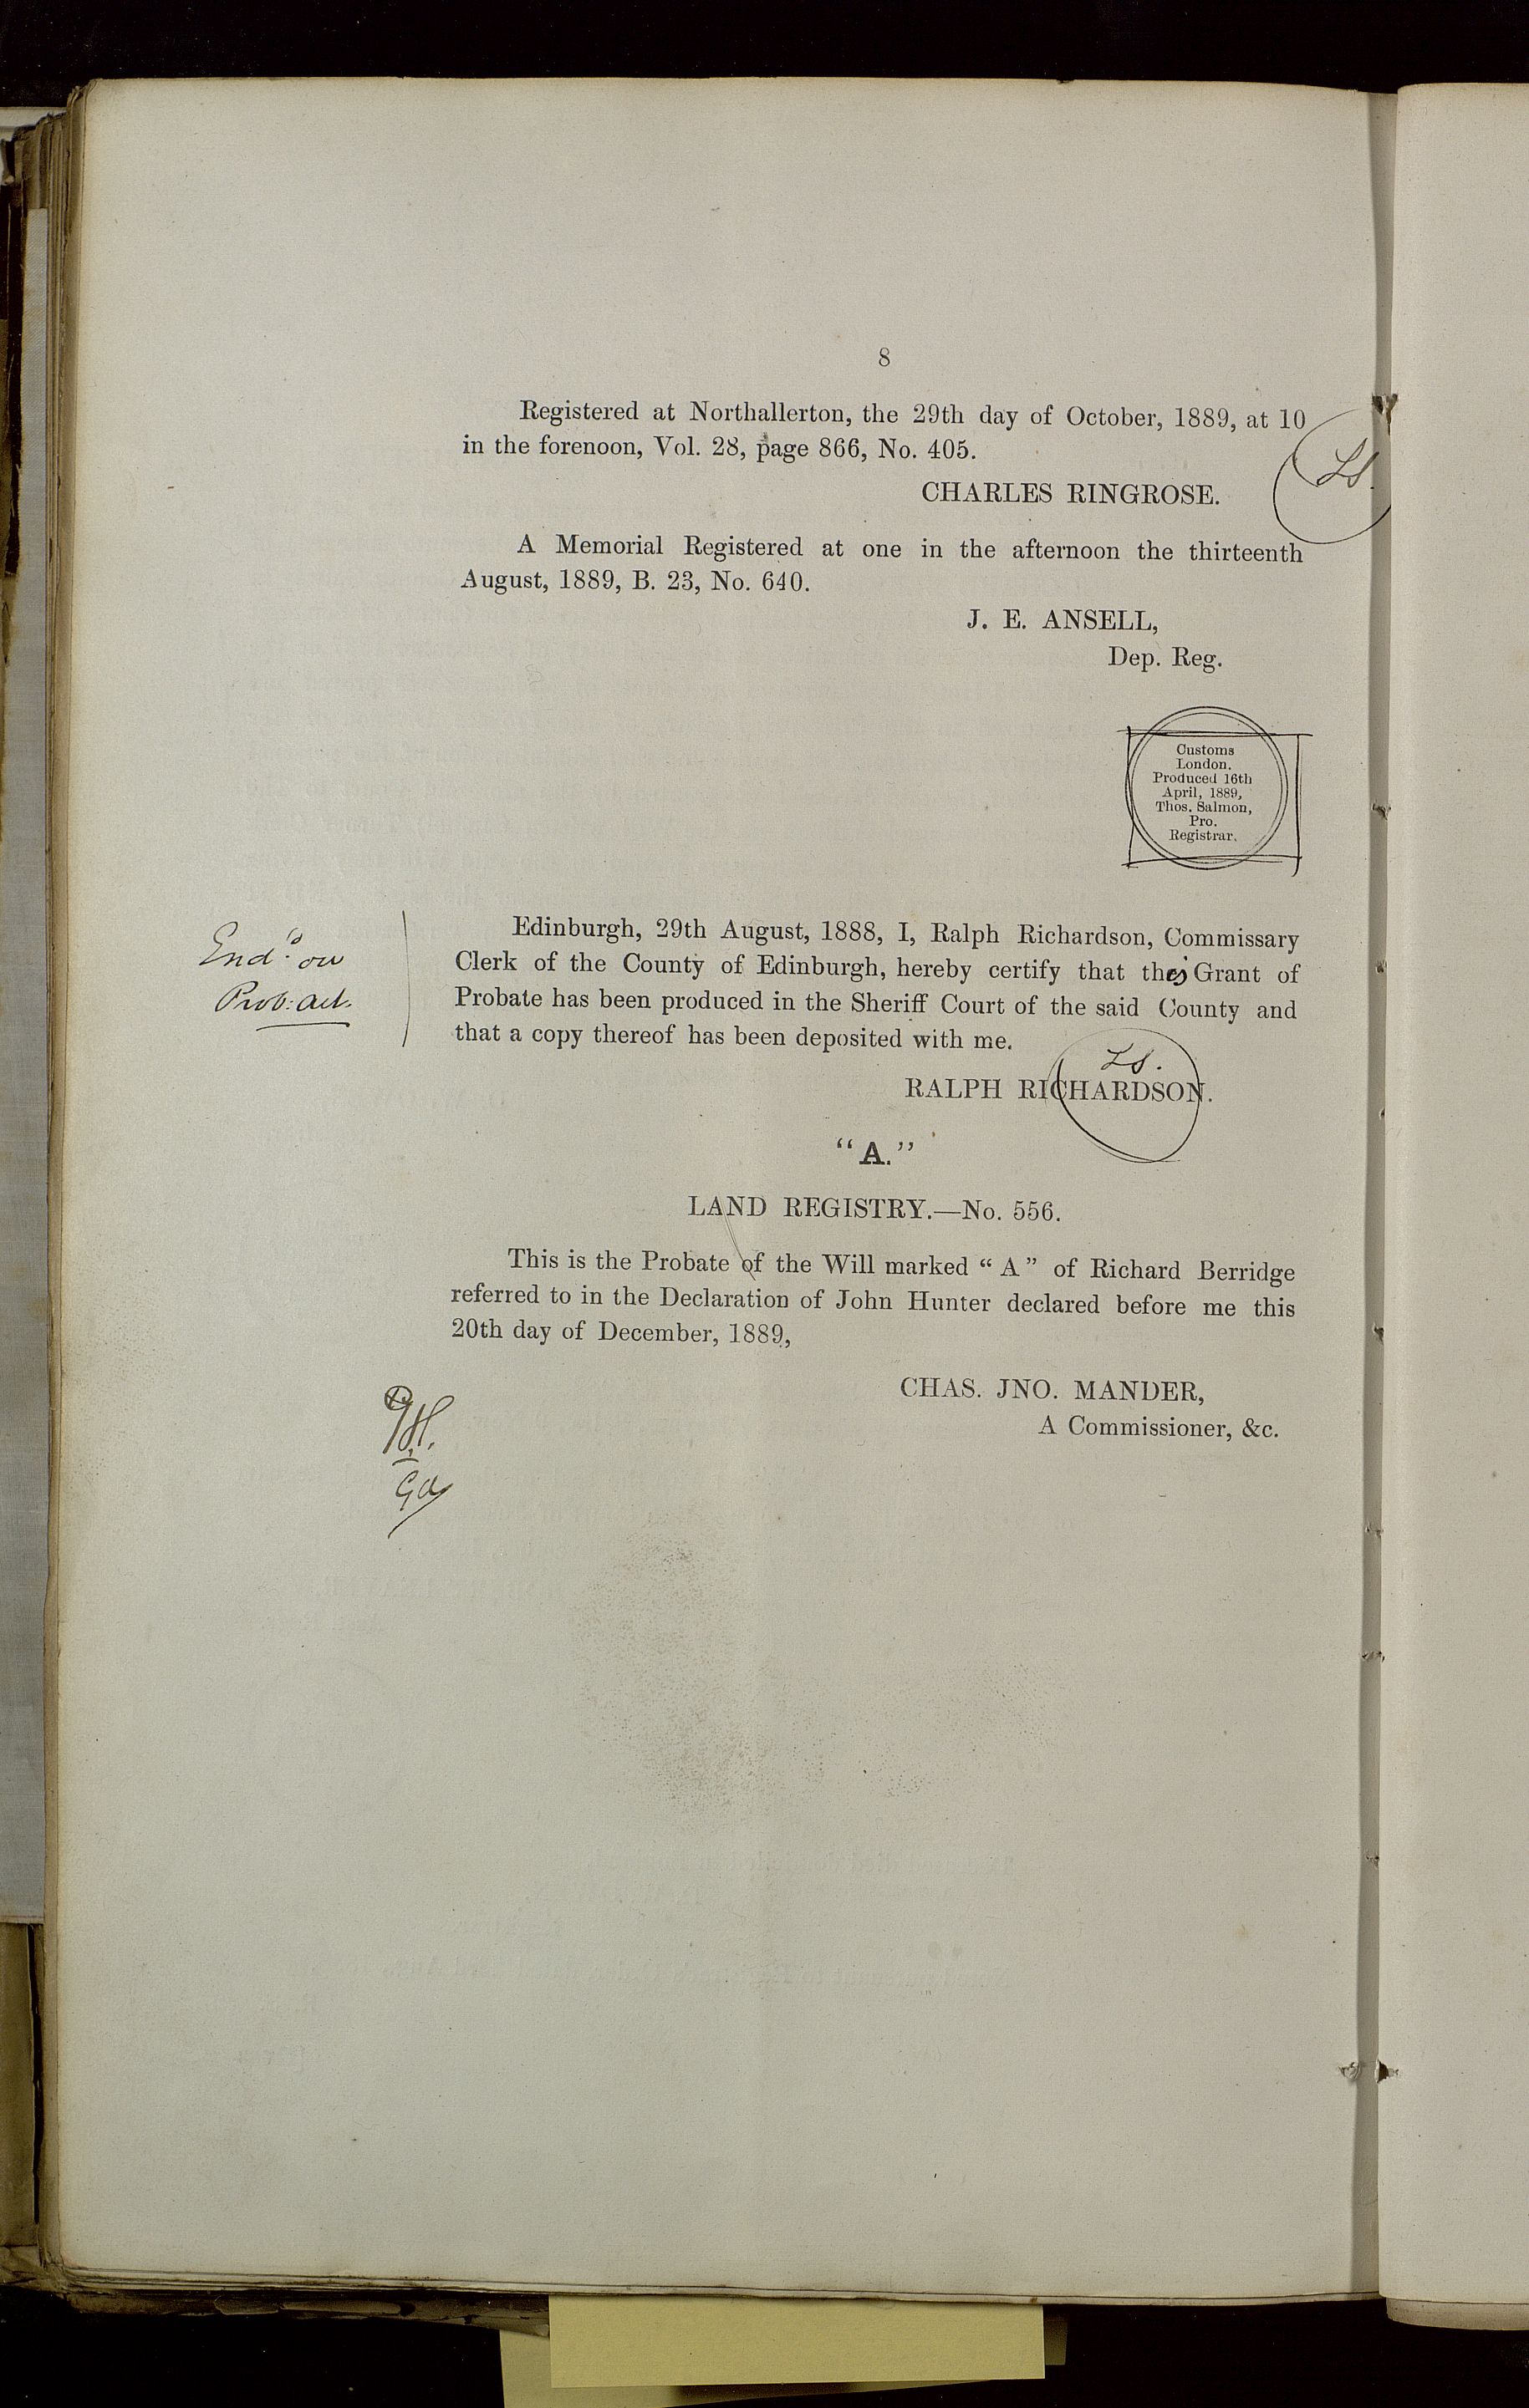 8
Registered at Northallerton, the 29th day of October, 1889, at 10
in the forenoon, Vol. 28, page 866, No. 405.
LS.
CHARLES RINGROSE.
A Memorial Registered at one in the afternoon the thirteenth
August, 1889, B. 23, No. 640.
J. E. ANSELL,
Dep. Reg.
Customs
London.
Produced 16th
April, 1889,
Thos. Salmon,
Pro.
Registrar.
End.d on
Prob: act.
Edinburgh, 29th August, 1888, I, Ralph Richardson, Commissary
Clerk of the County of Edinburgh, hereby certify that this Grant of
Probate has been produced in the Sheriff Court of the said County and
that a copy thereof has been deposited with me.
LS.
RALPH RICHARDSON.
"A."
LAND REGISTRY.—No. 556.
This is the Probate of the Will marked "A" of Richard Berridge
referred to in the Declaration of John Hunter declared before me this
20th day of December, 1889,
CHAS. JNO. MANDER,
A Commissioner, &c.